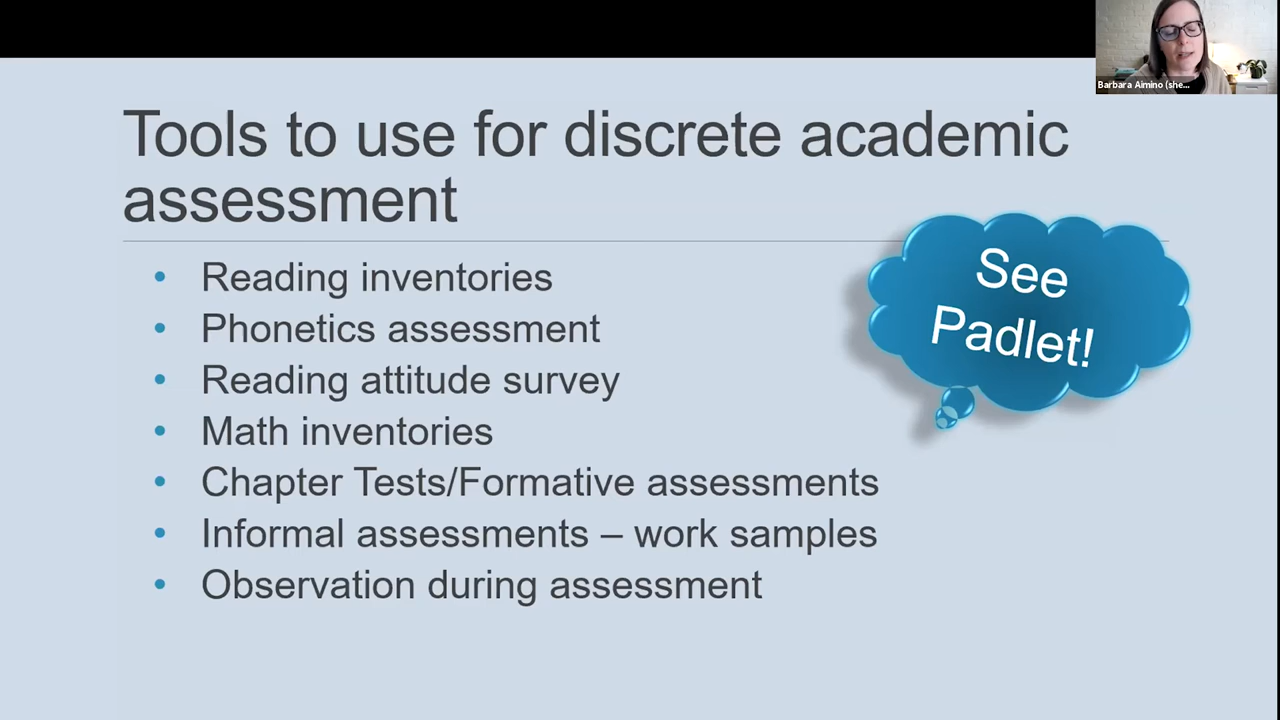 Barbara Aimino (she...
Tools to use for discrete academic
assessment
See
Padlet!
• Reading inventories
• Phonetics assessment
• Reading attitude survey
• Math inventories
• Chapter Tests/Formative assessments
• Informal assessments – work samples
• Observation during assessment